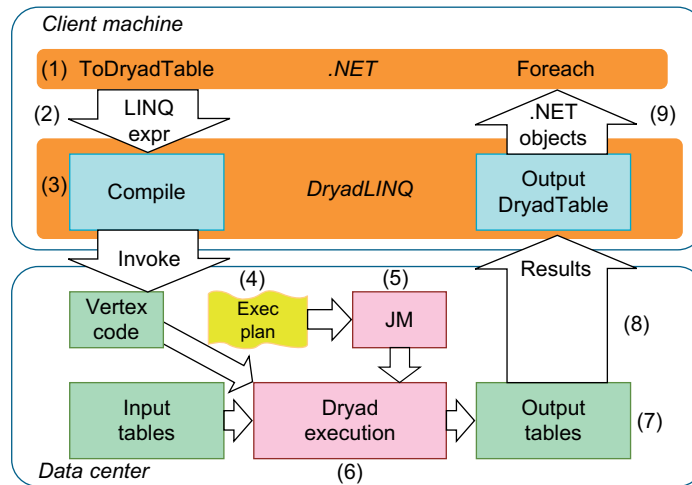 Client machine
(1) ToDryadTable .NET Foreach
(2) LINQ
expr
.NET
objects
(9)
(3) Compile
DryadLINQ
Output
DryadTable
Invoke
Results
Vertex
code
(4)
Exec
plan
(5)
JM
(8)
Input
tables
Dryad
execution
(6)
Output
tables
(7)
Data center